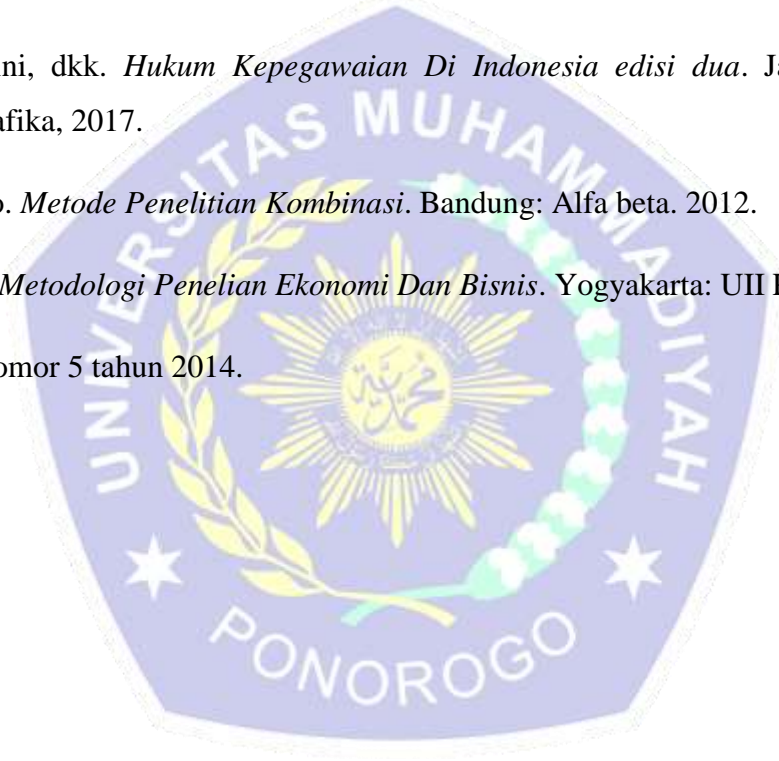 ni, dkk. Hukum Kepegawaian Di Indonesia edisi dua.
afika, 2017.
. Metode Penelitian Kombinasi. Bandung: Alfa beta. 2012.
Metodologi Penelian Ekonomi Dan Bisnis. Yogyakarta: UII
omor 5 tahun 2014.
UNIVERSITAS MUHAMMADIYAH
PONOROGO